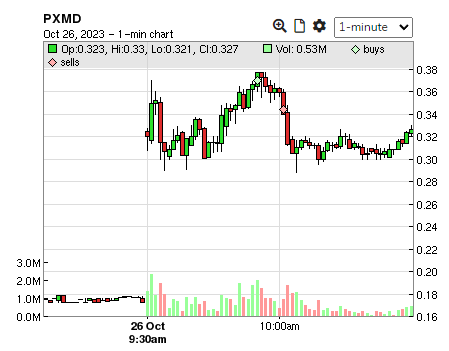 PXMD
Oct 26, 2023 - 1-min chart
1-minute
Op:0.323, Hi:0.33, Lo:0.321, Cl:0.327 Vol: 0.53M buys
sells
0.38
0.36
0.34
0.32
0.30
0.28
0.26
0.24
0.22
3.0M 0.20
2.0M
1.0M 0.18
0.0M 0.16
26 Oct 10:00am
9:30am